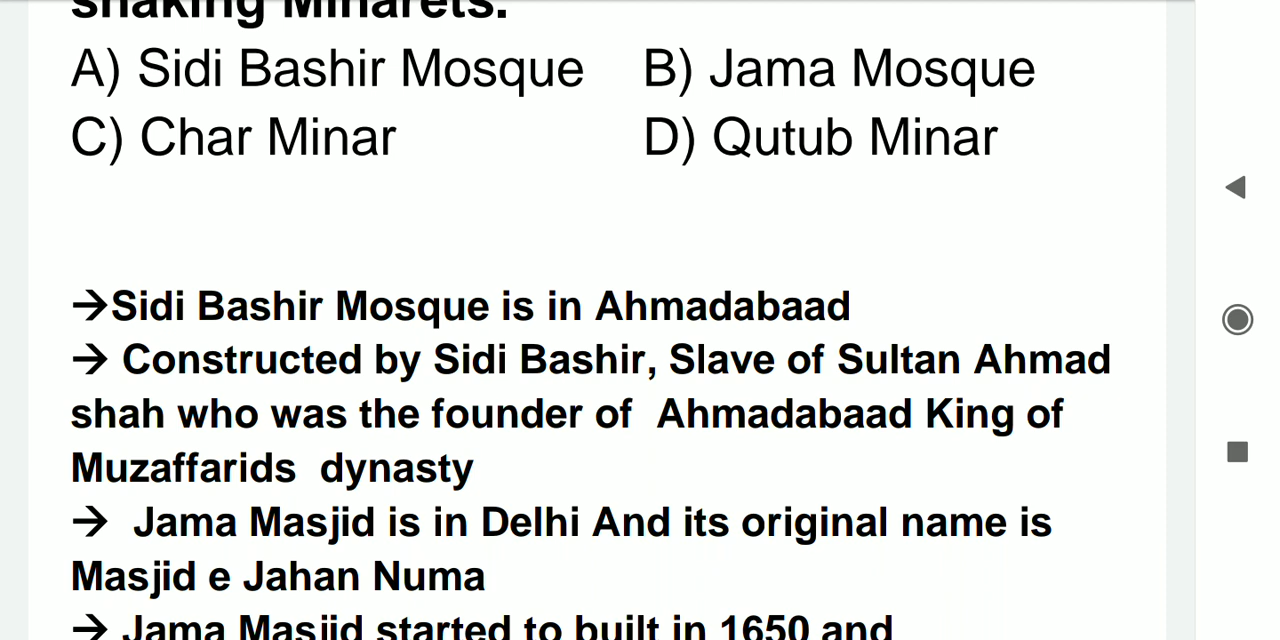 shaking Minarets.
A) Sidi Bashir Mosque B) Jama Mosque
C) Char Minar D) Qutub Minar
→Sidi Bashir Mosque is in Ahmadabaad
→ Constructed by Sidi Bashir, Slave of Sultan Ahmad
shah who was the founder of Ahmadabaad King of
Muzaffarids dynasty
→ Jama Masjid is in Delhi And its original name is
Masjid e Jahan Numa
→ Jama Masjid started to built in 1650 and